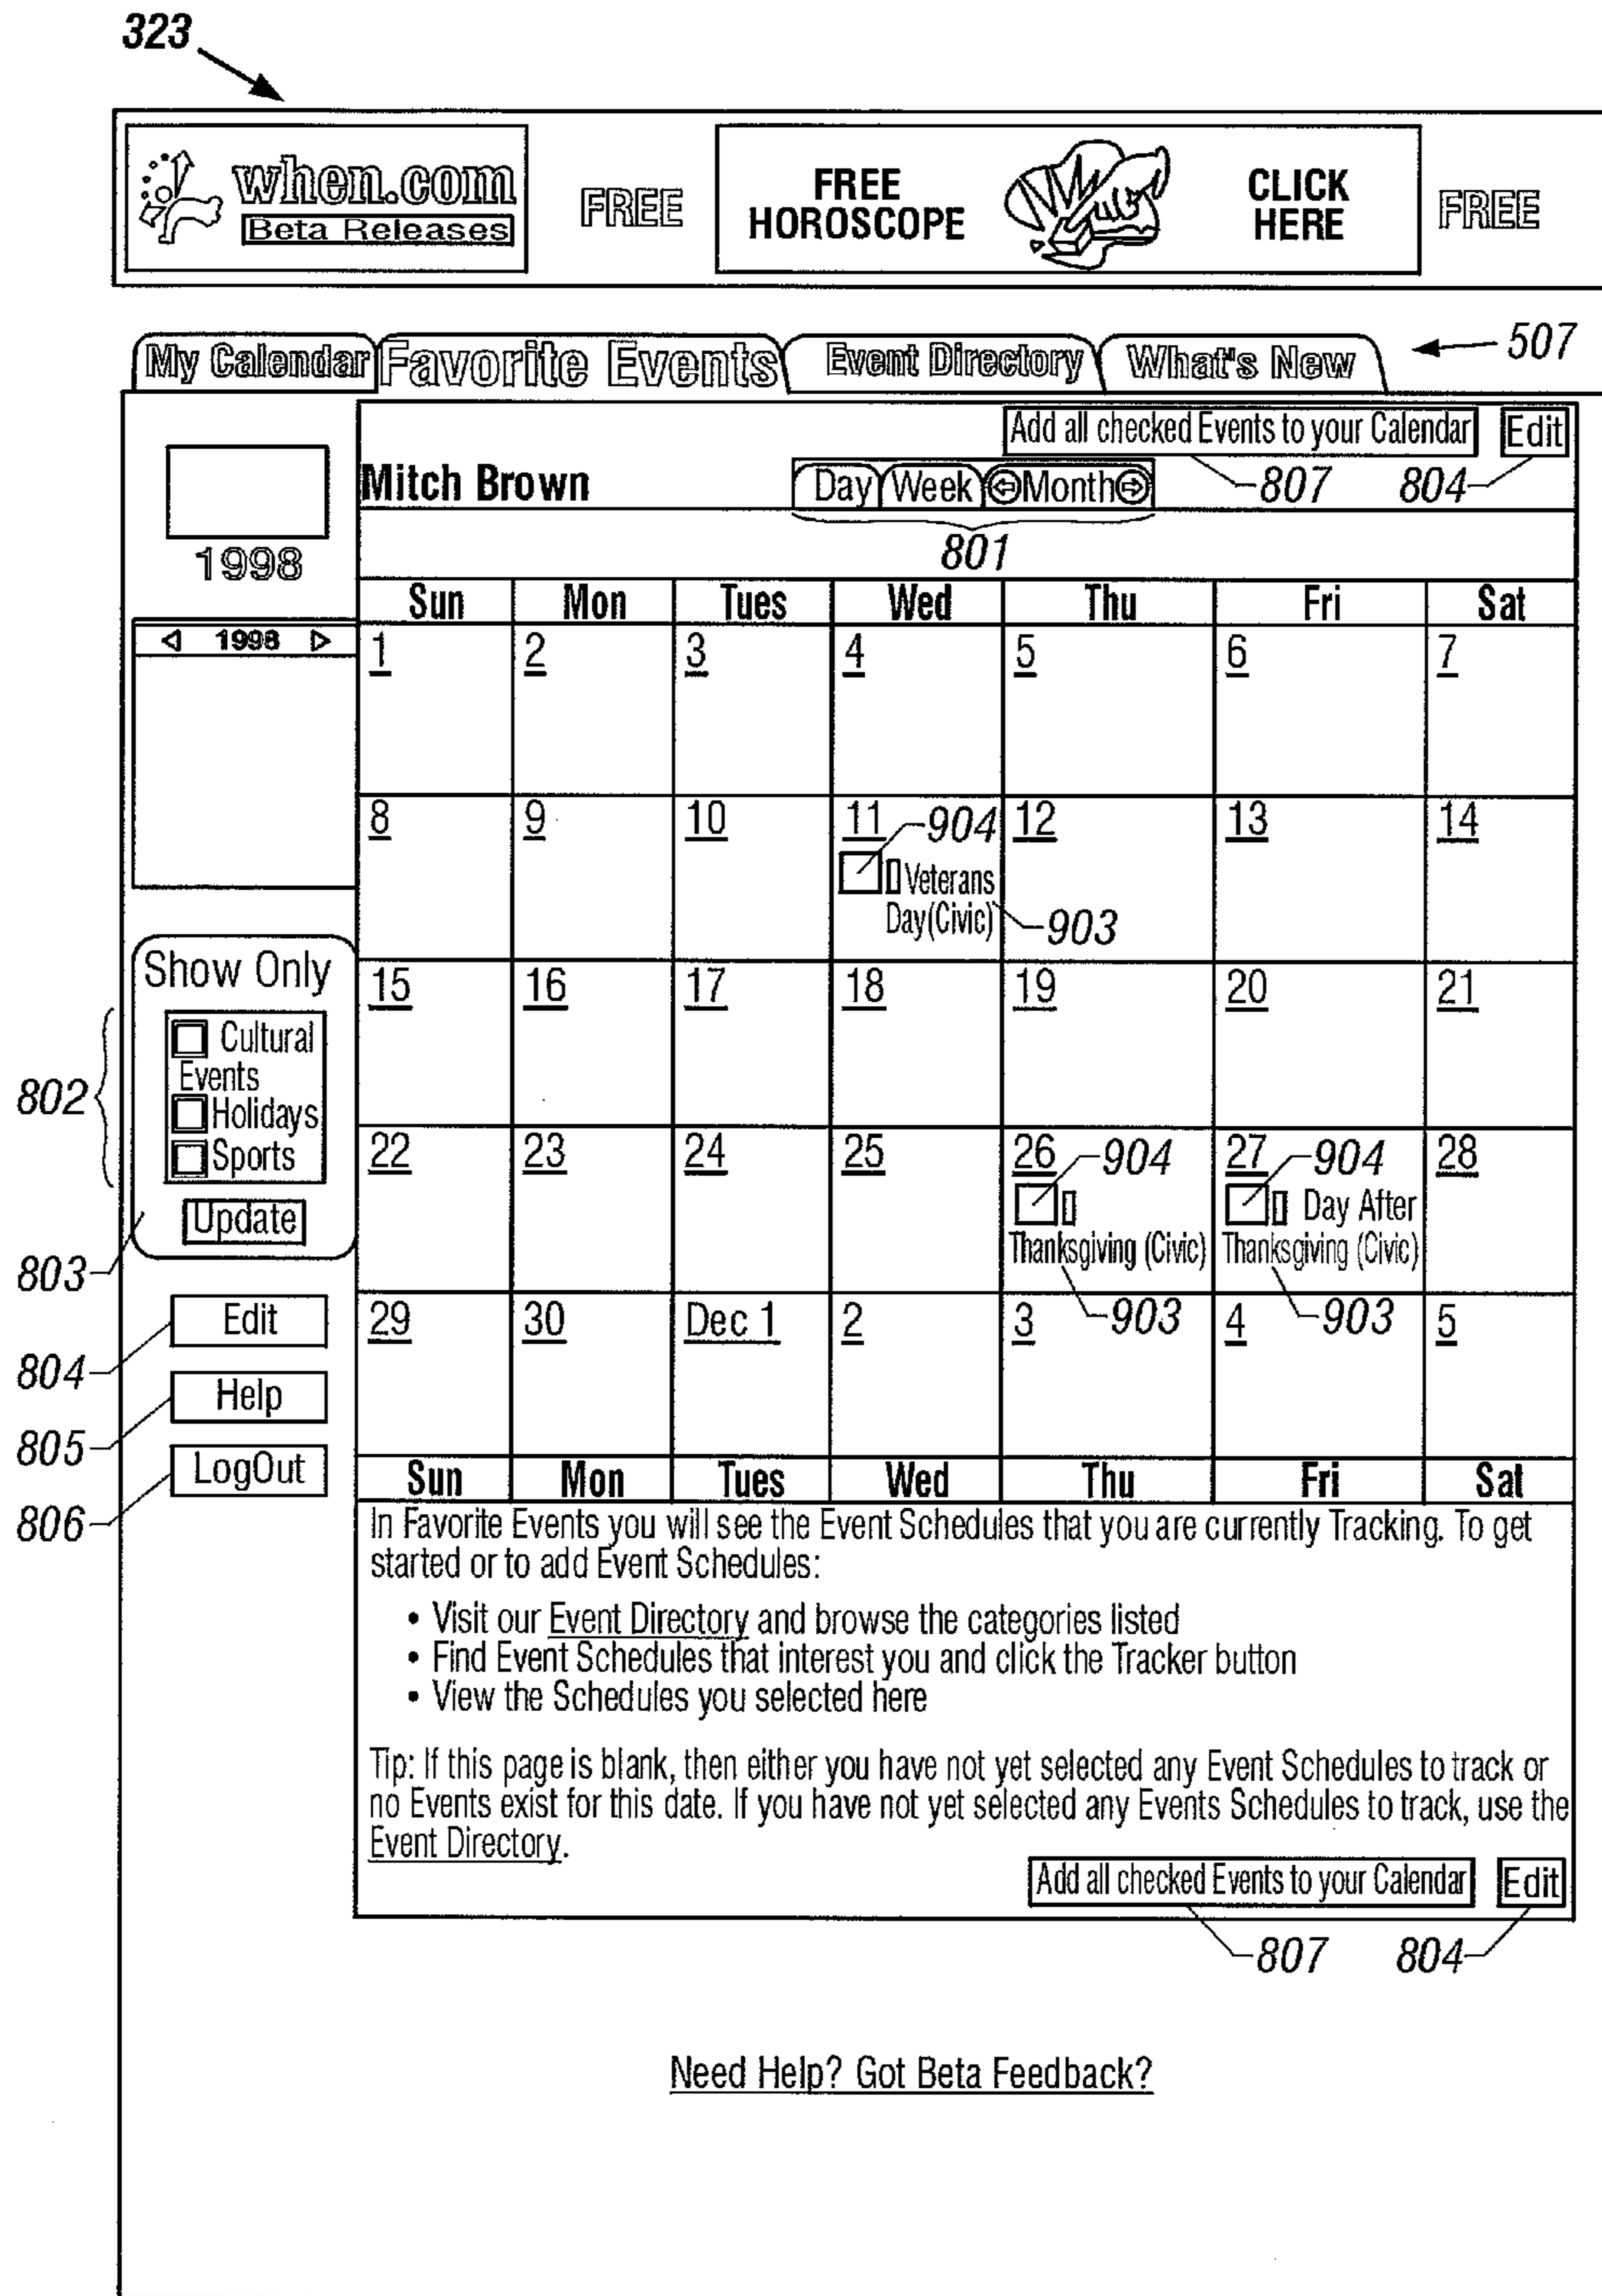 323
when.com
Beta Releases
FREE
FREE HOROSCOPE
CLICK HERE
FREE
My Calendar Favorite Events Event Directory What's New 507
Add all checked Events to your Calendar Edit
Mitch Brown Day Week Month 807 804
801
1998
1998
Sun Mon Tues Wed Thu Fri Sat
1 2 3 4 5 6 7
8 9 10 11 904 12 13 14
Veterans
Day(Civic) 903
15 16 17 18 19 20 21
Show Only
802
Cultural
Events
Holidays
Sports
Update
803
22 23 24 25 26 904 27 904 28
Day After
Thanksgiving (Civic) Thanksgiving (Civic)
903 903
29 30 Dec 1 2 3 4 5
Edit
804
Help
805
LogOut
806
Sun Mon Tues Wed Thu Fri Sat
In Favorite Events you will see the Event Schedules that you are currently Tracking. To get
started or to add Event Schedules:
• Visit our Event Directory and browse the categories listed
• Find Event Schedules that interest you and click the Tracker button
• View the Schedules you selected here
Tip: If this page is blank, then either you have not yet selected any Event Schedules to track or
no Events exist for this date. If you have not yet selected any Events Schedules to track, use the
Event Directory.
Add all checked Events to your Calendar Edit
807 804
Need Help? Got Beta Feedback?